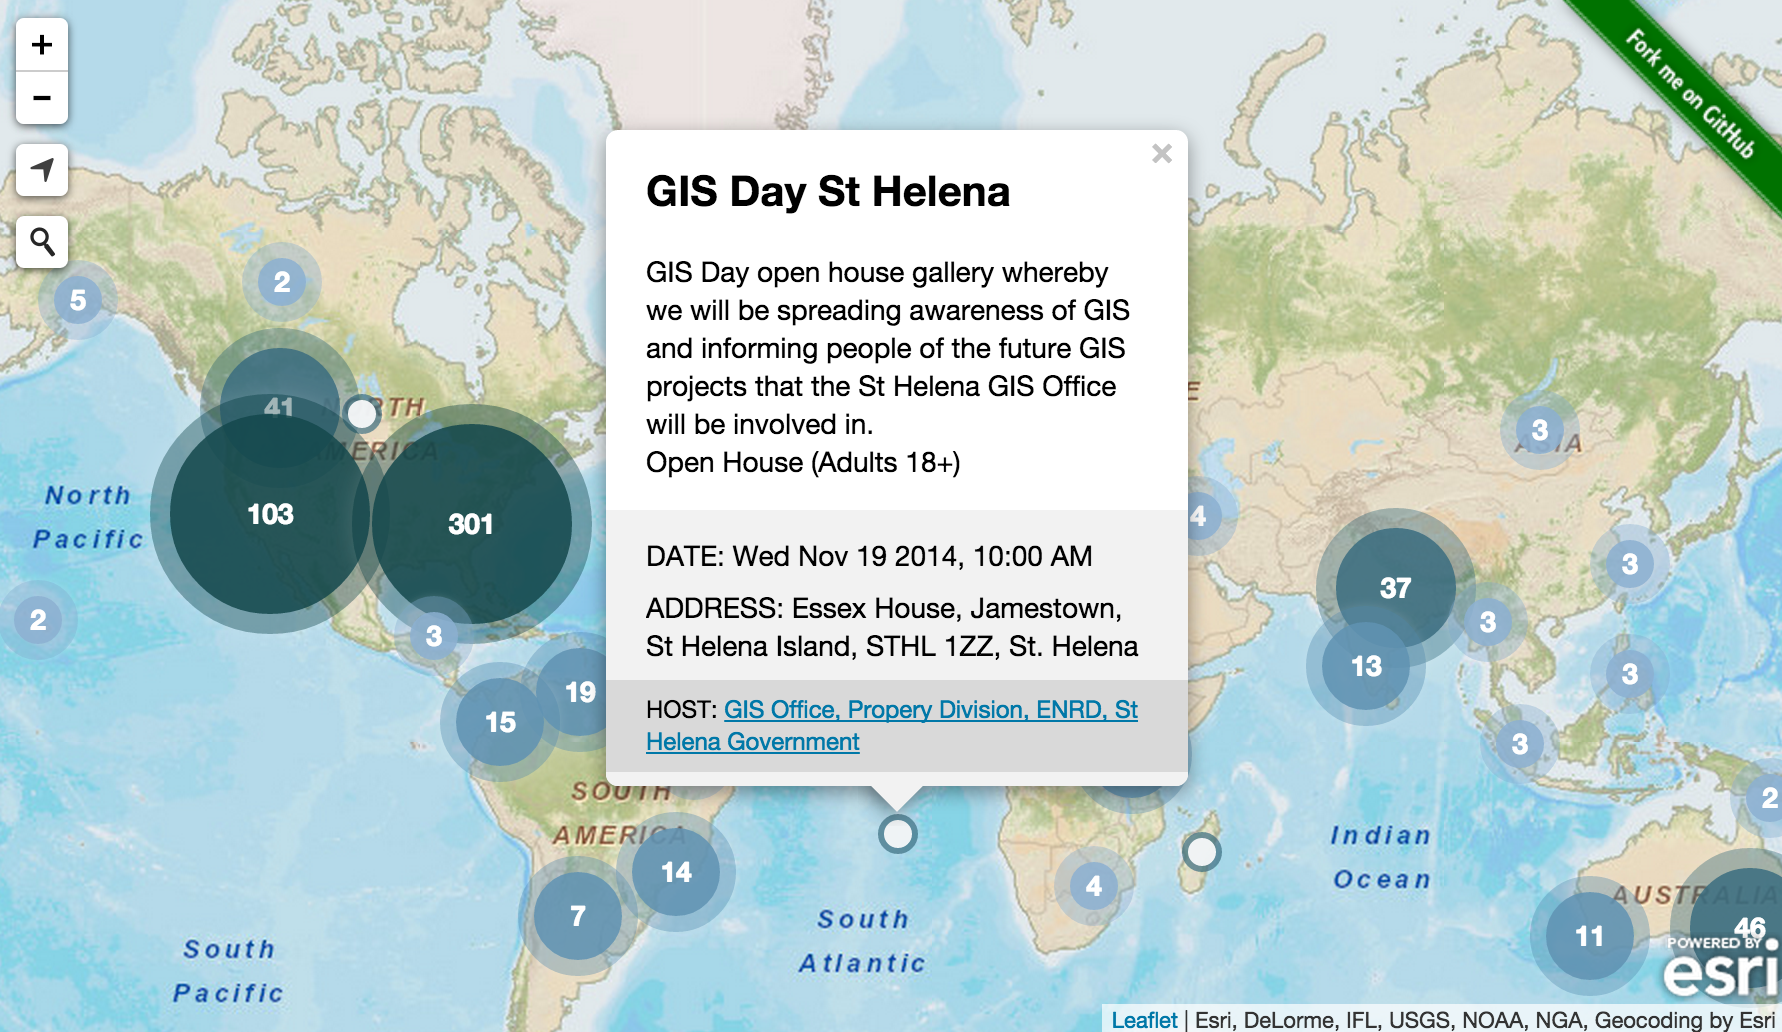 +
−
Fork me on GitHub
×
GIS Day St Helena
GIS Day open house gallery whereby
we will be spreading awareness of GIS
and informing people of the future GIS
projects that the St Helena GIS Office
will be involved in.
Open House (Adults 18+)
DATE: Wed Nov 19 2014, 10:00 AM
ADDRESS: Essex House, Jamestown,
St Helena Island, STHL 1ZZ, St. Helena
HOST: GIS Office, Propery Division, ENRD, St
Helena Government
2
5
41
RTH
MERICA
103
301
North
Pacific
2
3
19
15
SOUTH
AMERICA
14
7
South
Pacific
South
Atlantic
E
3
ASIA
4
37
3
3
13
3
3
2
4
Indian
Ocean
AUSTRALIA
11
46
POWERED BY
esri
Leaflet | Esri, DeLorme, IFL, USGS, NOAA, NGA, Geocoding by Esri